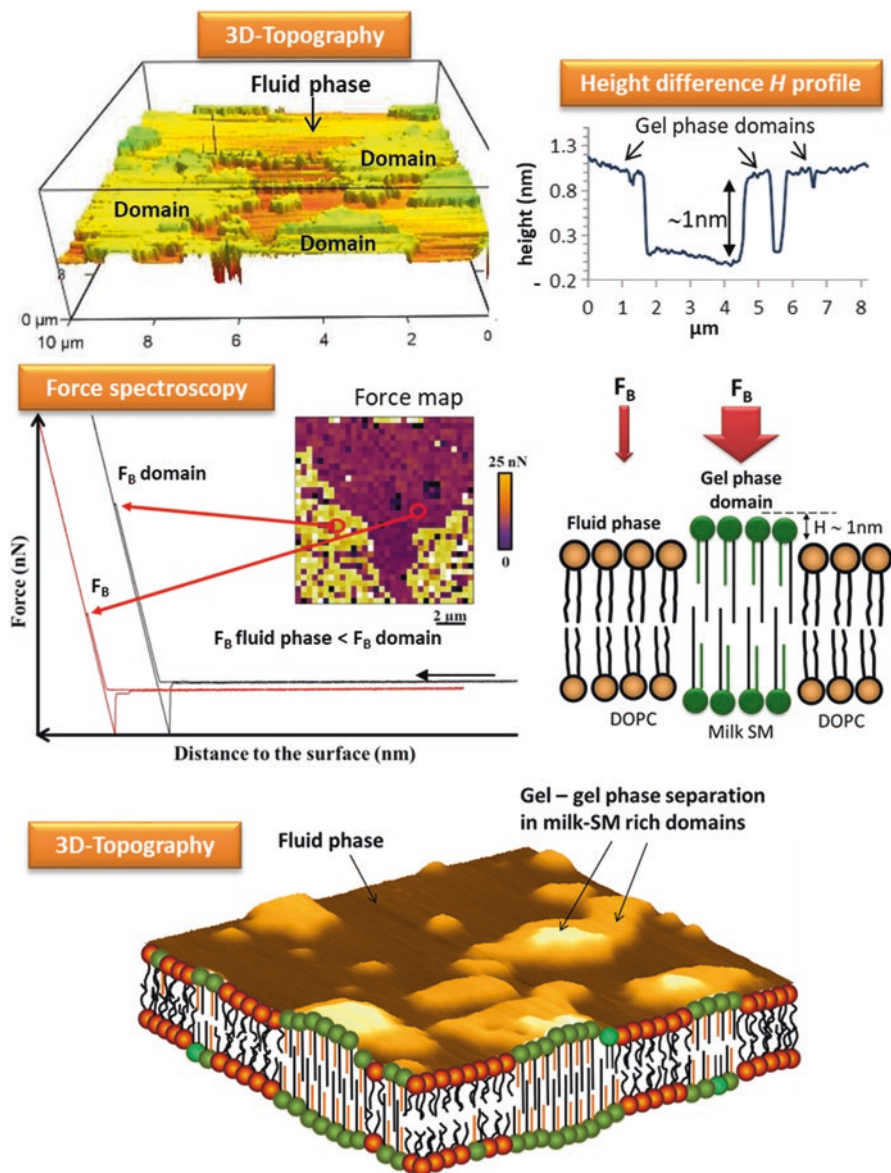 3D-Topography
Fluid phase
Domain
Domain
Domain
8
0 µm
10 µm
8
6
4
2
0
Height difference H profile
Gel phase domains
height (nm)
1.3
0.8
0.3
- 0.2
~1nm
0 1 2 3 4 5 6 7 8
µm
Force spectroscopy
Force map
Force (nN)
F_B domain
F_B
25 nN
0
2 µm
F_B fluid phase < F_B domain
Distance to the surface (nm)
F_B
F_B
Gel phase
domain
Fluid phase
H ~ 1nm
DOPC
Milk SM
DOPC
3D-Topography
Fluid phase
Gel – gel phase separation
in milk-SM rich domains